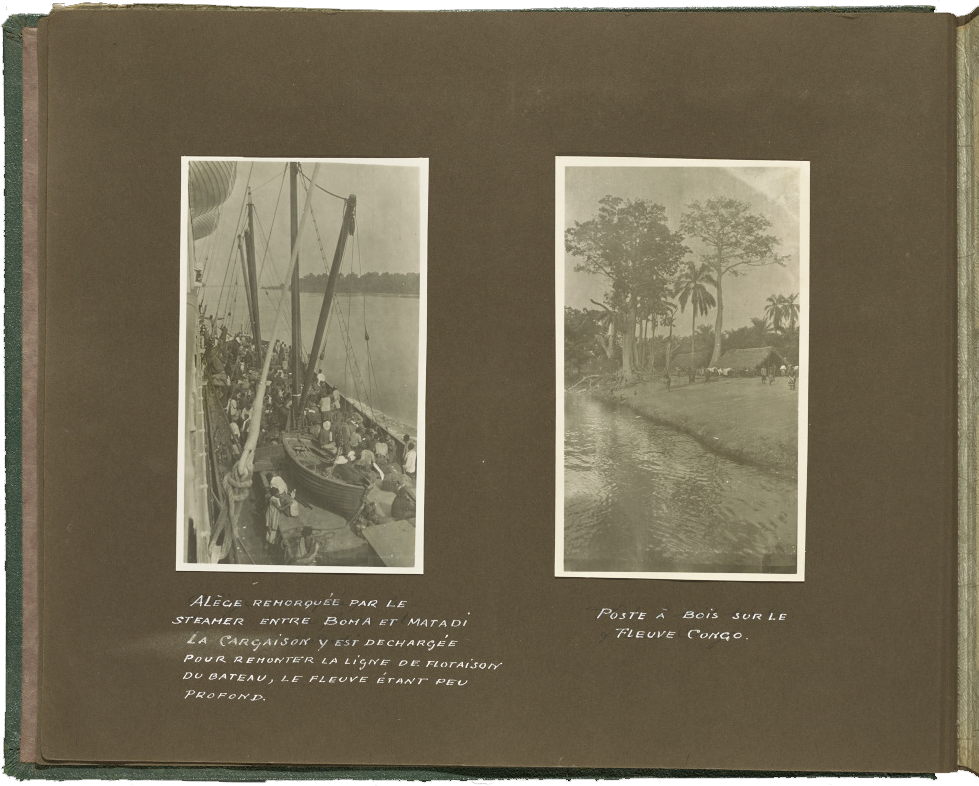 ALÈGE REMORQUÉE PAR LE
STEAMER ENTRE BOMA ET MATADI
LA CARGAISON Y EST DECHARGÉE
POUR REMONTER LA LIGNE DE FLOTAISON
DU BATEAU, LE FLEUVE ÉTANT PEU
PROFOND.
POSTE À BOIS SUR LE
FLEUVE CONGO.